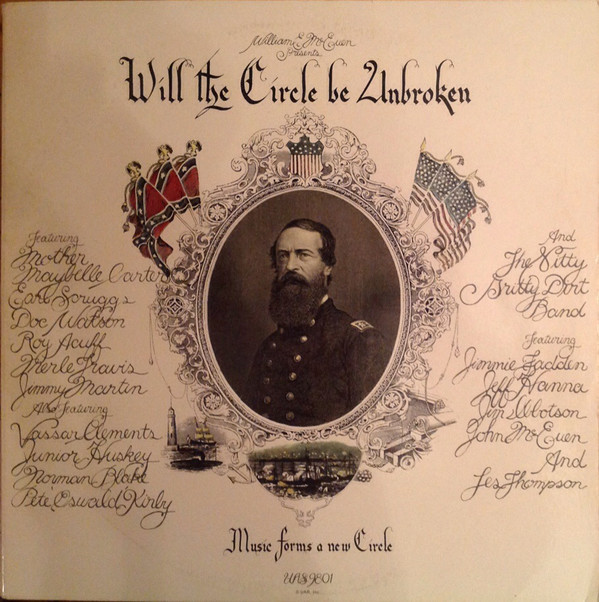 William E. McEuen
Presents
Will the Circle be Unbroken
Featuring
Mother
Maybelle Carter
Earl Scruggs
Doc Watson
Roy Acuff
Merle Travis
Jimmy Martin
Also Featuring
Vassar Clements
Junior Huskey
Norman Blake
Pete "Oswald" Kirby
And
The Nitty
Gritty Dirt
Band
Featuring
Jimmie Fadden
Jeff Hanna
Jim Ibbotson
John McEuen
And
Les Thompson
Music forms a new Circle
UAS 9801